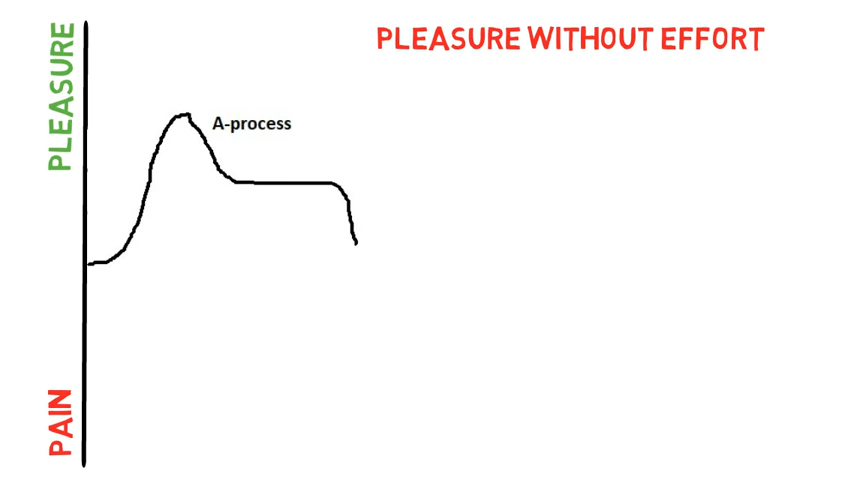 PLEASURE WITHOUT EFFORT
PLEASURE
A-process
PAIN